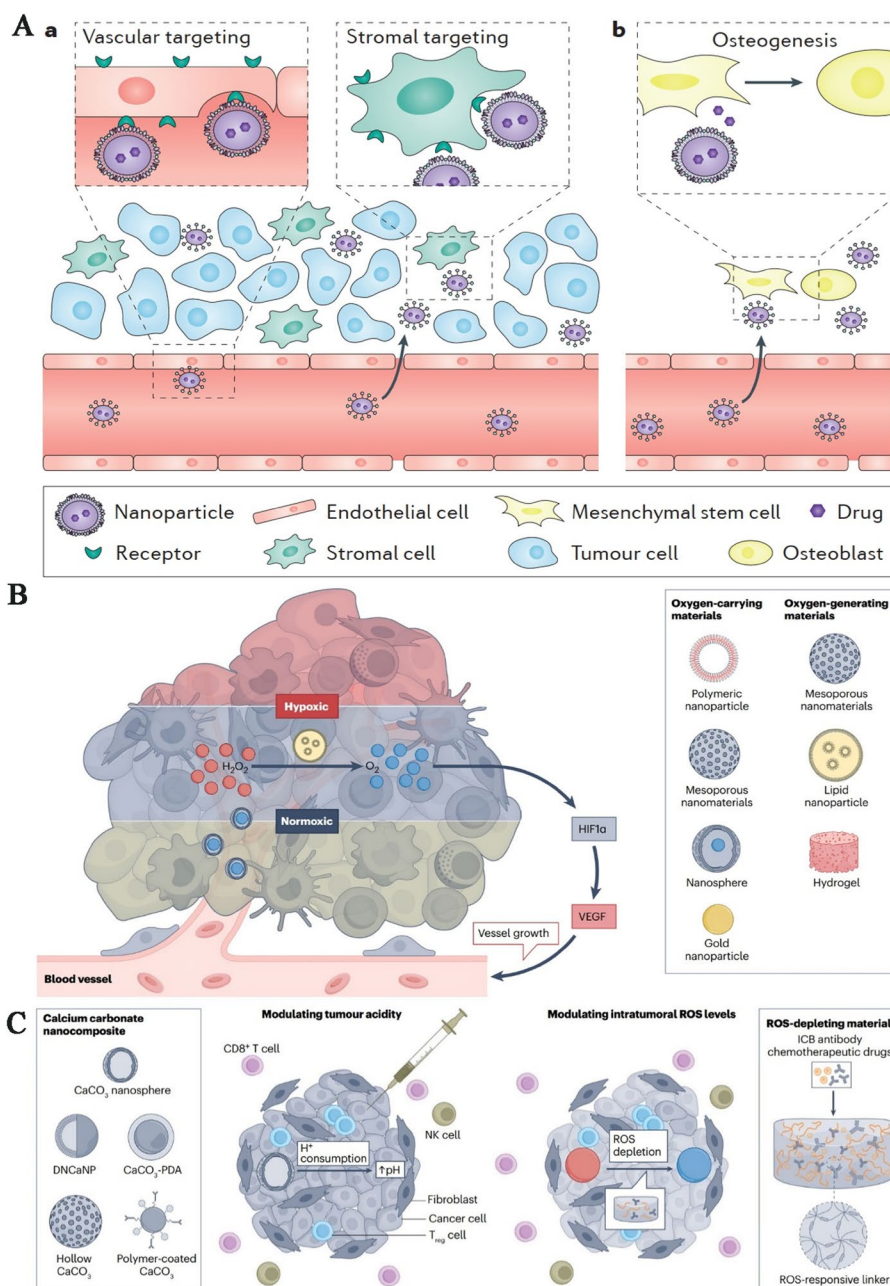 A
a
Vascular targeting
Stromal targeting
b
Osteogenesis
Nanoparticle
Endothelial cell
Mesenchymal stem cell
Drug
Receptor
Stromal cell
Tumour cell
Osteoblast
B
Hypoxic
H2O2
O2
Normoxic
HIF1α
VEGF
Vessel growth
Blood vessel
Oxygen-carrying
materials
Polymeric
nanoparticle
Mesoporous
nanomaterials
Nanosphere
Gold
nanoparticle
Oxygen-generating
materials
Mesoporous
nanomaterials
Lipid
nanoparticle
Hydrogel
C
Calcium carbonate
nanocomposite
CaCO3 nanosphere
DNCaNP
CaCO3-PDA
Hollow
CaCO3
Polymer-coated
CaCO3
Modulating tumour acidity
CD8+ T cell
NK cell
H+
consumption
↑pH
Fibroblast
Cancer cell
Treg cell
Modulating intratumoral ROS levels
ROS
depletion
ROS-depleting material
ICB antibody
chemotherapeutic drugs
ROS-responsive linker